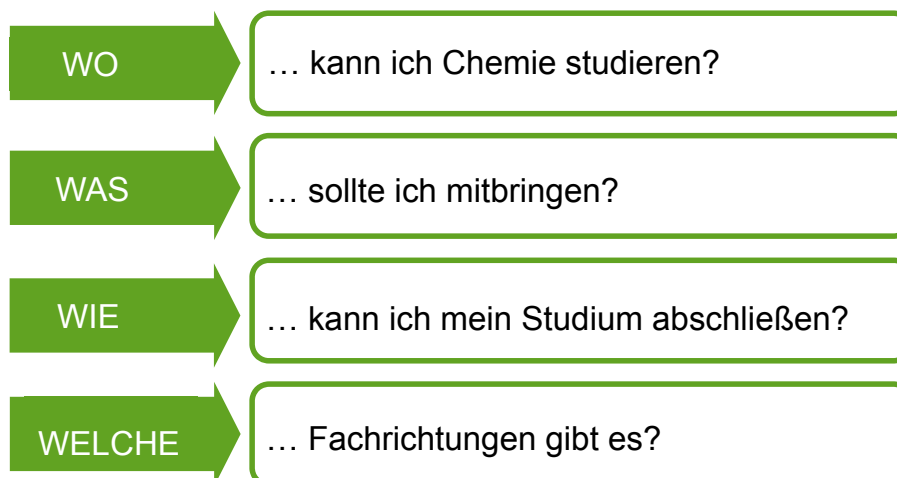 WO … kann ich Chemie studieren?
WAS … sollte ich mitbringen?
WIE … kann ich mein Studium abschließen?
WELCHE … Fachrichtungen gibt es?